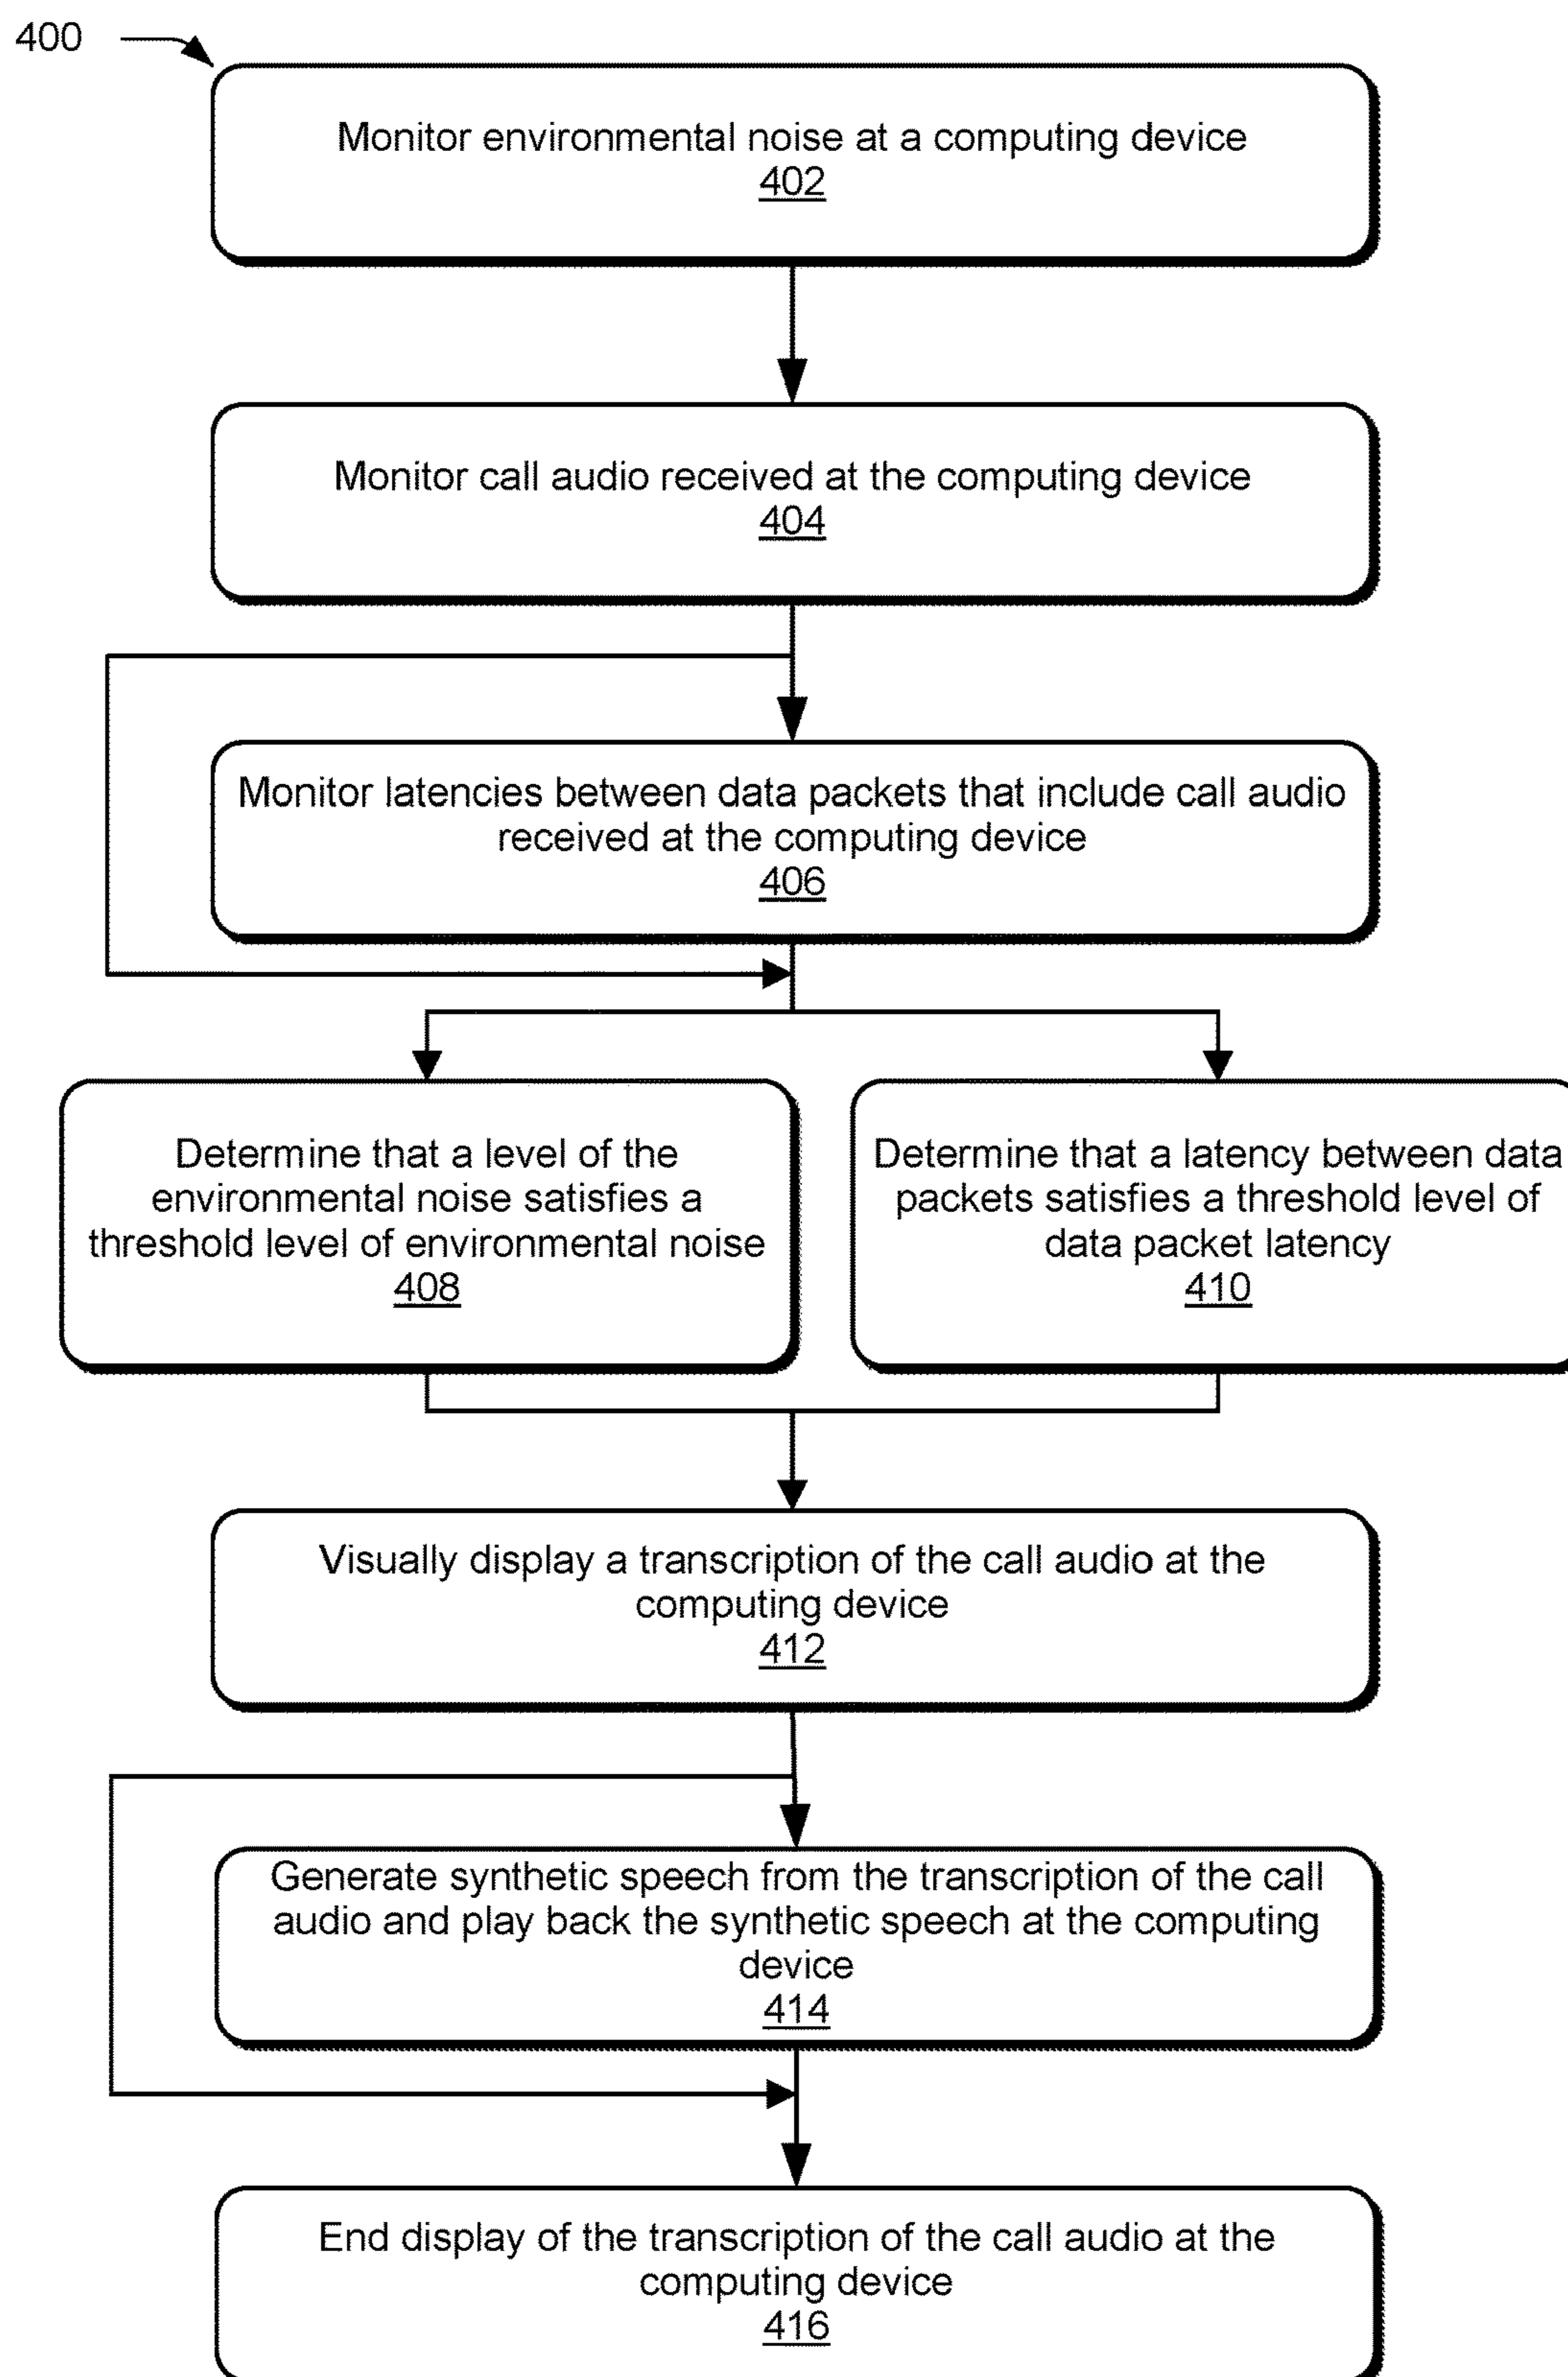 400
Monitor environmental noise at a computing device
402
Monitor call audio received at the computing device
404
Monitor latencies between data packets that include call audio
received at the computing device
406
Determine that a level of the
environmental noise satisfies a
threshold level of environmental noise
408
Determine that a latency between data
packets satisfies a threshold level of
data packet latency
410
Visually display a transcription of the call audio at the
computing device
412
Generate synthetic speech from the transcription of the call
audio and play back the synthetic speech at the computing
device
414
End display of the transcription of the call audio at the
computing device
416